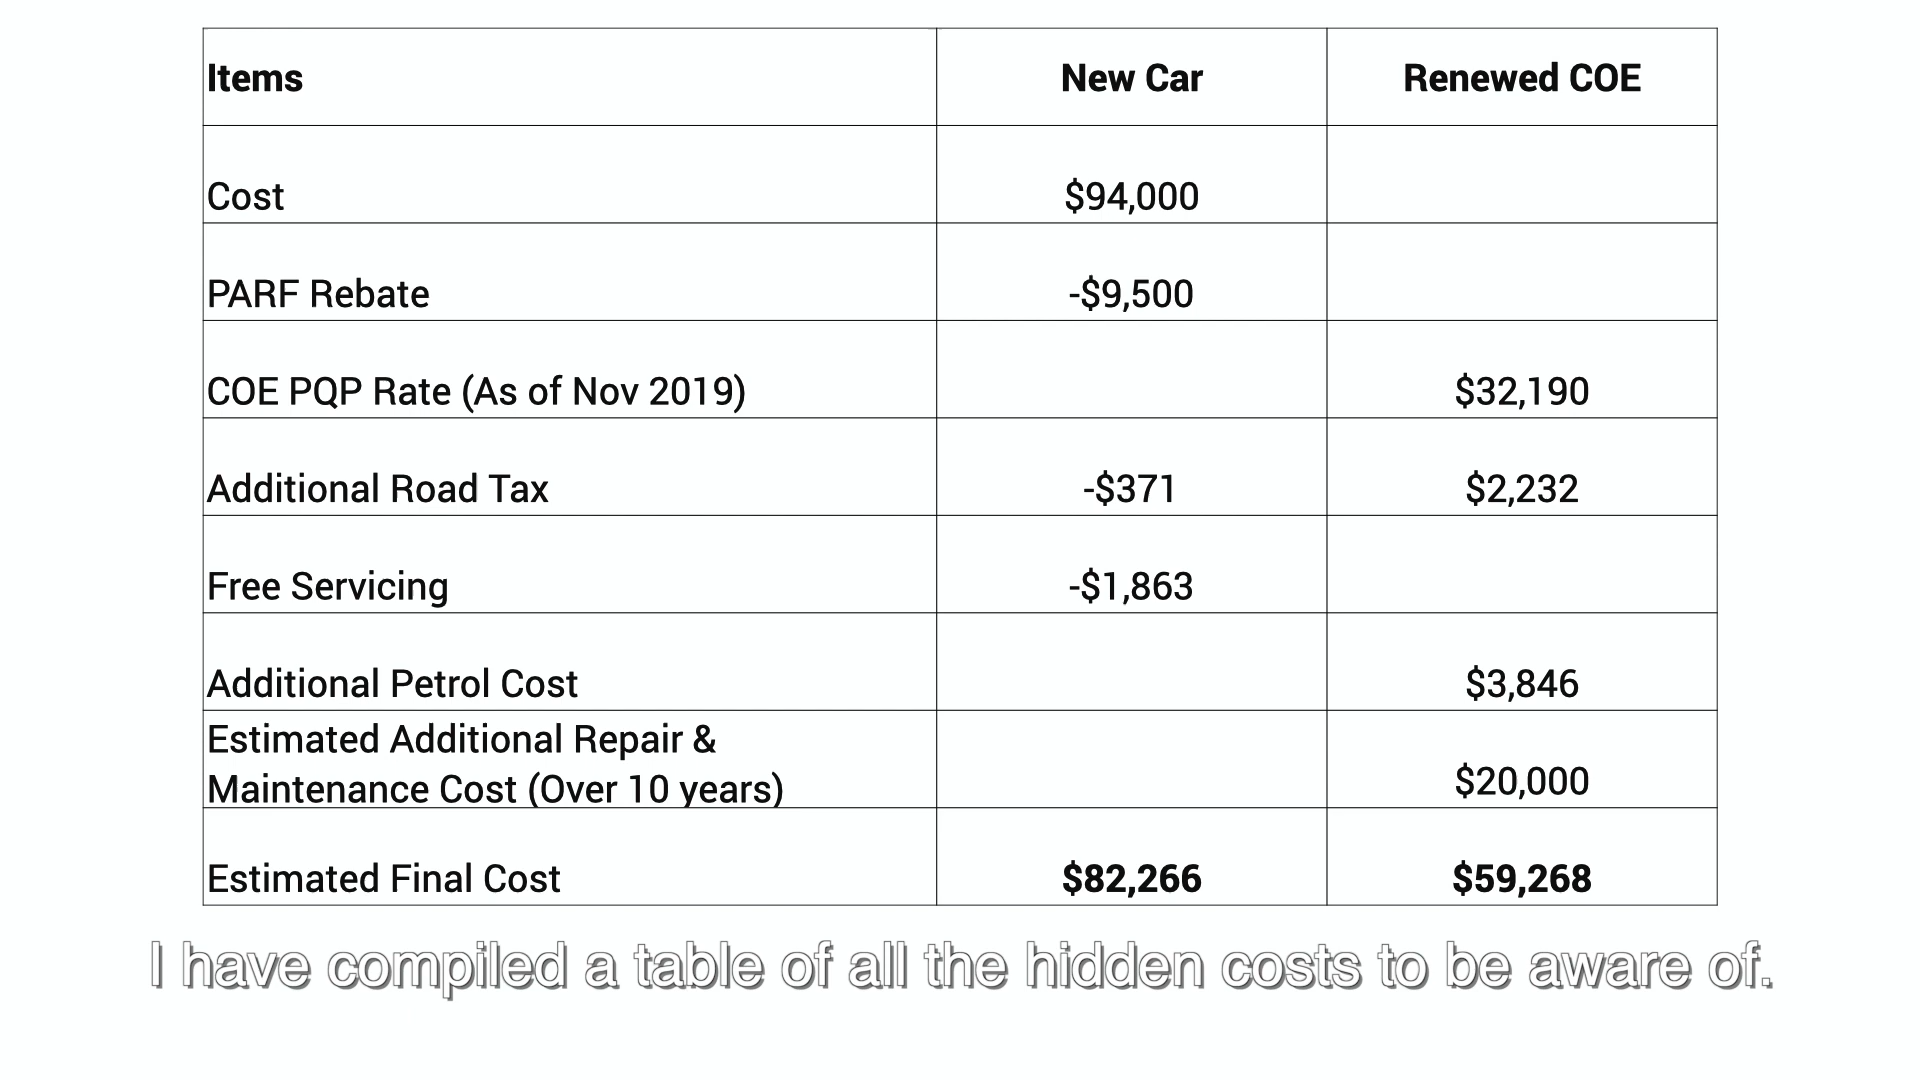 Items New Car Renewed COE
Cost $94,000
PARF Rebate -$9,500
COE PQP Rate (As of Nov 2019) $32,190
Additional Road Tax -$371 $2,232
Free Servicing -$1,863
Additional Petrol Cost $3,846
Estimated Additional Repair &
Maintenance Cost (Over 10 years) $20,000
Estimated Final Cost $82,266 $59,268
I have compiled a table of all the hidden costs to be aware of.